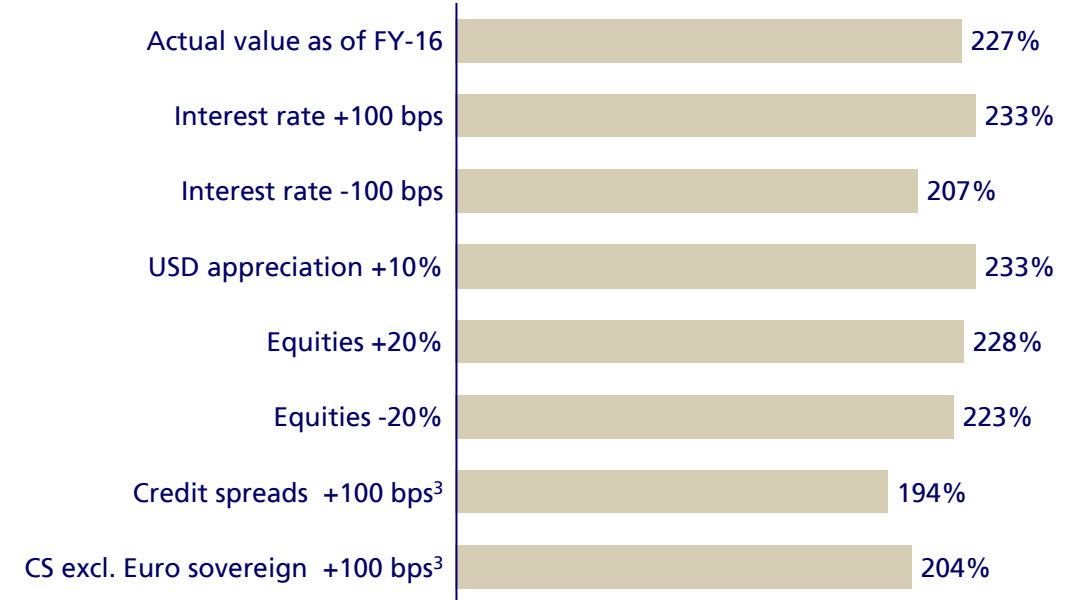 Actual value as of FY-16 227%
Interest rate +100 bps 233%
Interest rate -100 bps 207%
USD appreciation +10% 233%
Equities +20% 228%
Equities -20% 223%
Credit spreads +100 bps³ 194%
CS excl. Euro sovereign +100 bps³ 204%